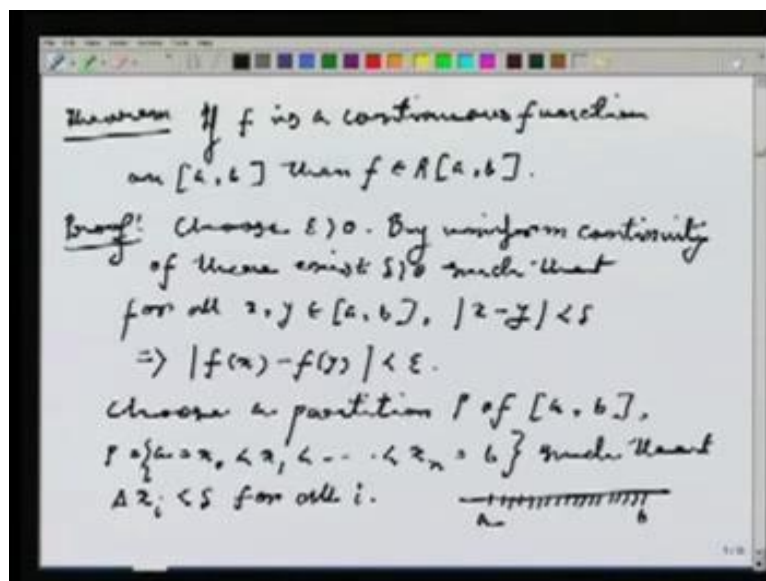 Theorem If f is a continuous function
on [a, b] then f ∈ R[a, b].
Proof: Choose ε > 0. By uniform continuity
of there exist δ > 0 such that
for all x, y ∈ [a, b], |x - y| < δ
=> |f(x) - f(y)| < ε.
Choose a partition P of [a, b],
P = {a = x₀ < x₁ < - - - < xₙ = b} such that
Δxᵢ < δ for all i.
a b